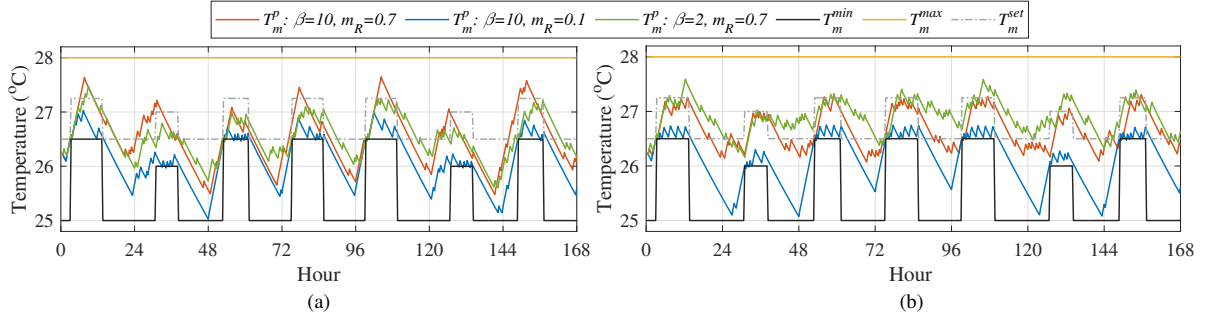 T_m^p: β=10, m_R=0.7 T_m^p: β=10, m_R=0.1 T_m^p: β=2, m_R=0.7 T_m^min T_m^max T_m^set
Temperature (°C)
28
27
26
25
0 24 48 72 96 120 144 168
Hour
(a)
Temperature (°C)
28
27
26
25
0 24 48 72 96 120 144 168
Hour
(b)